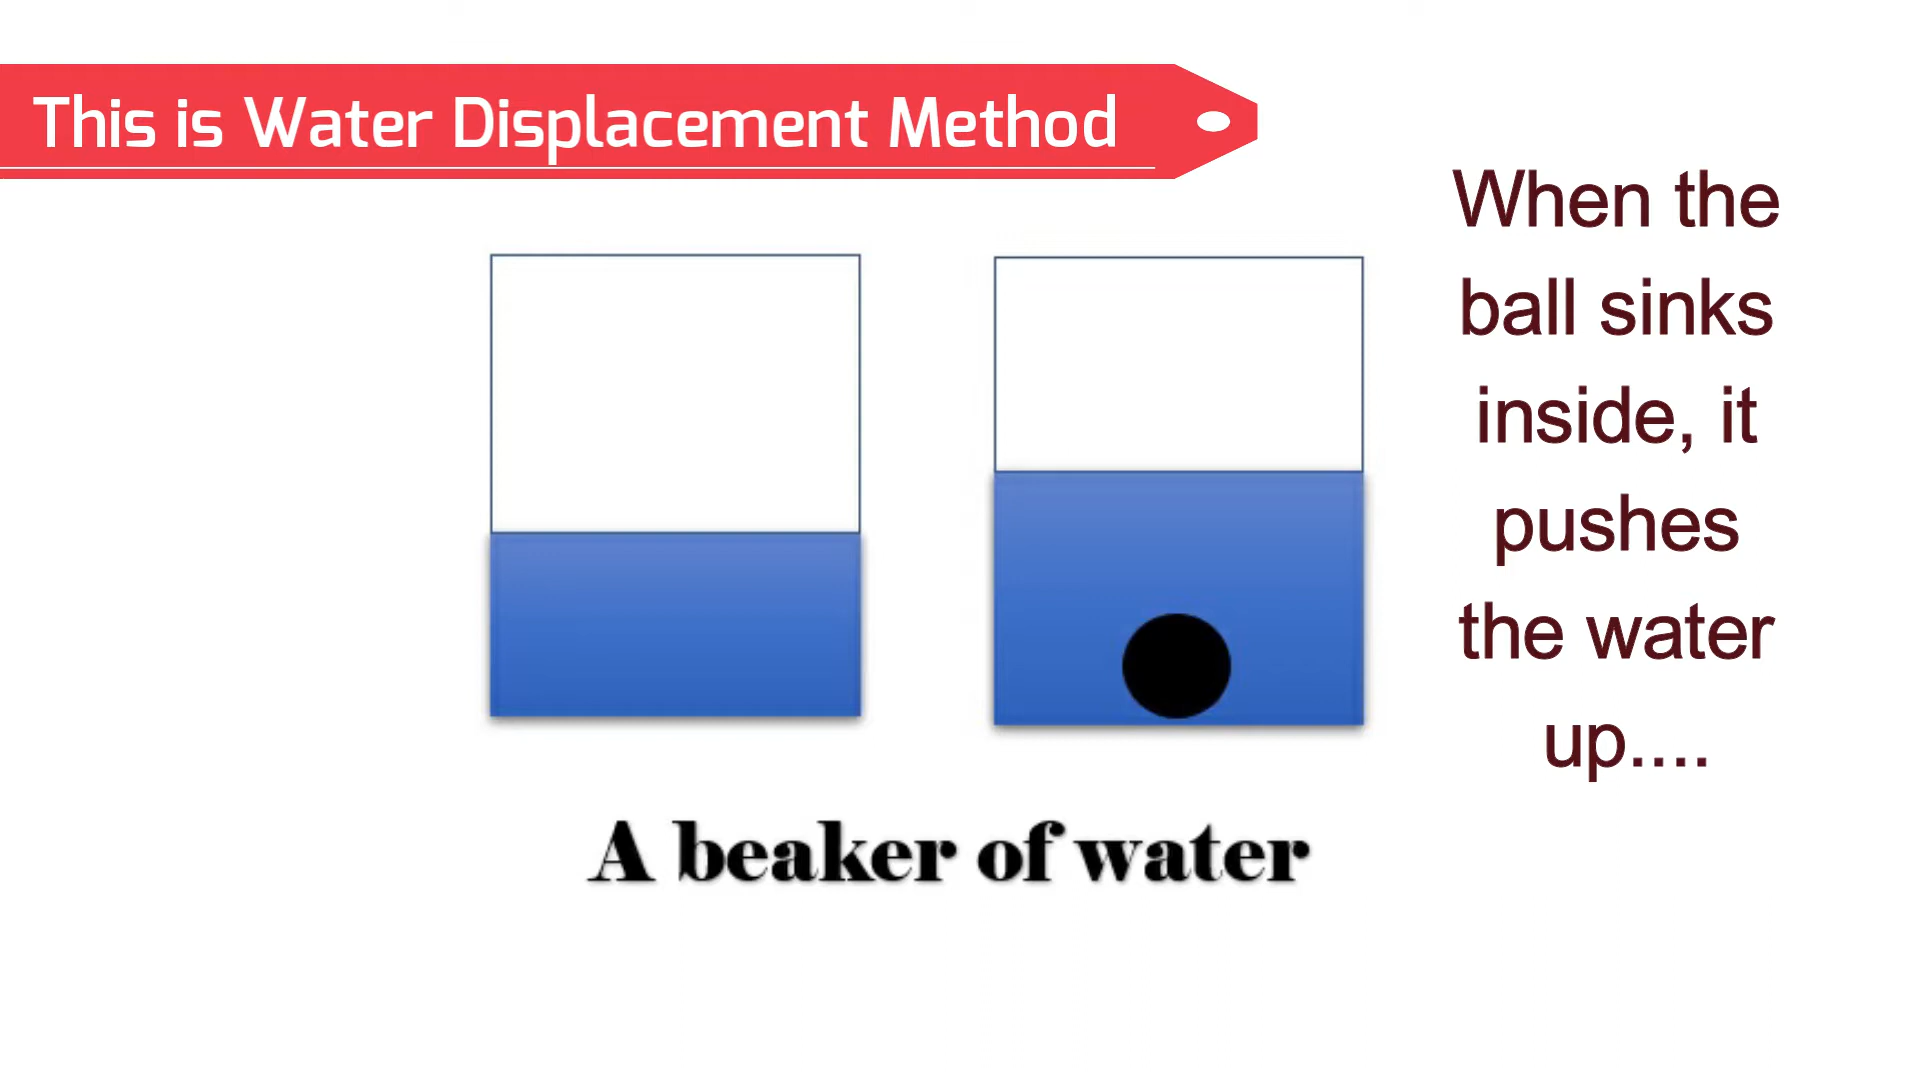 This is Water Displacement Method
When the
ball sinks
inside, it
pushes
the water
up....
A beaker of water